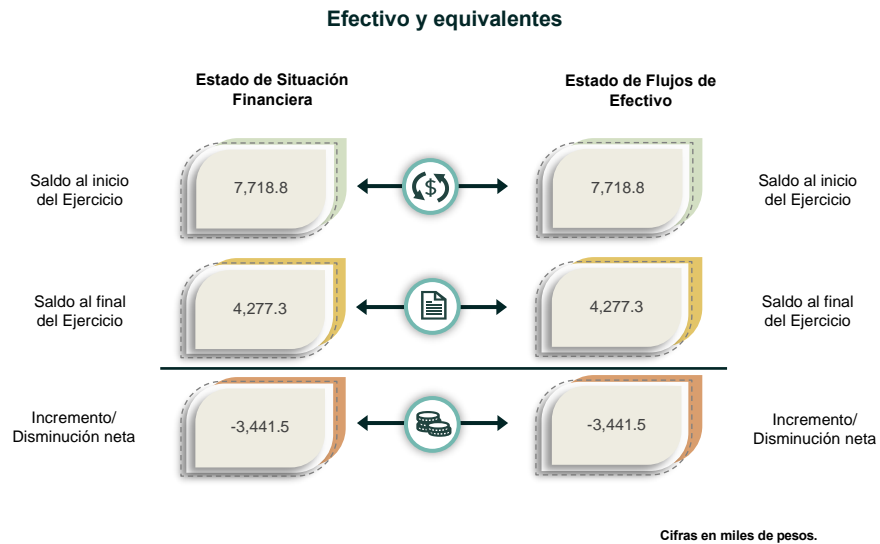 Efectivo y equivalentes
Estado de Situación
Financiera
Estado de Flujos de
Efectivo
Saldo al inicio
del Ejercicio
7,718.8
$
7,718.8
Saldo al inicio
del Ejercicio
Saldo al final
del Ejercicio
4,277.3
4,277.3
Saldo al final
del Ejercicio
Incremento/
Disminución neta
-3,441.5
-3,441.5
Incremento/
Disminución neta
Cifras en miles de pesos.